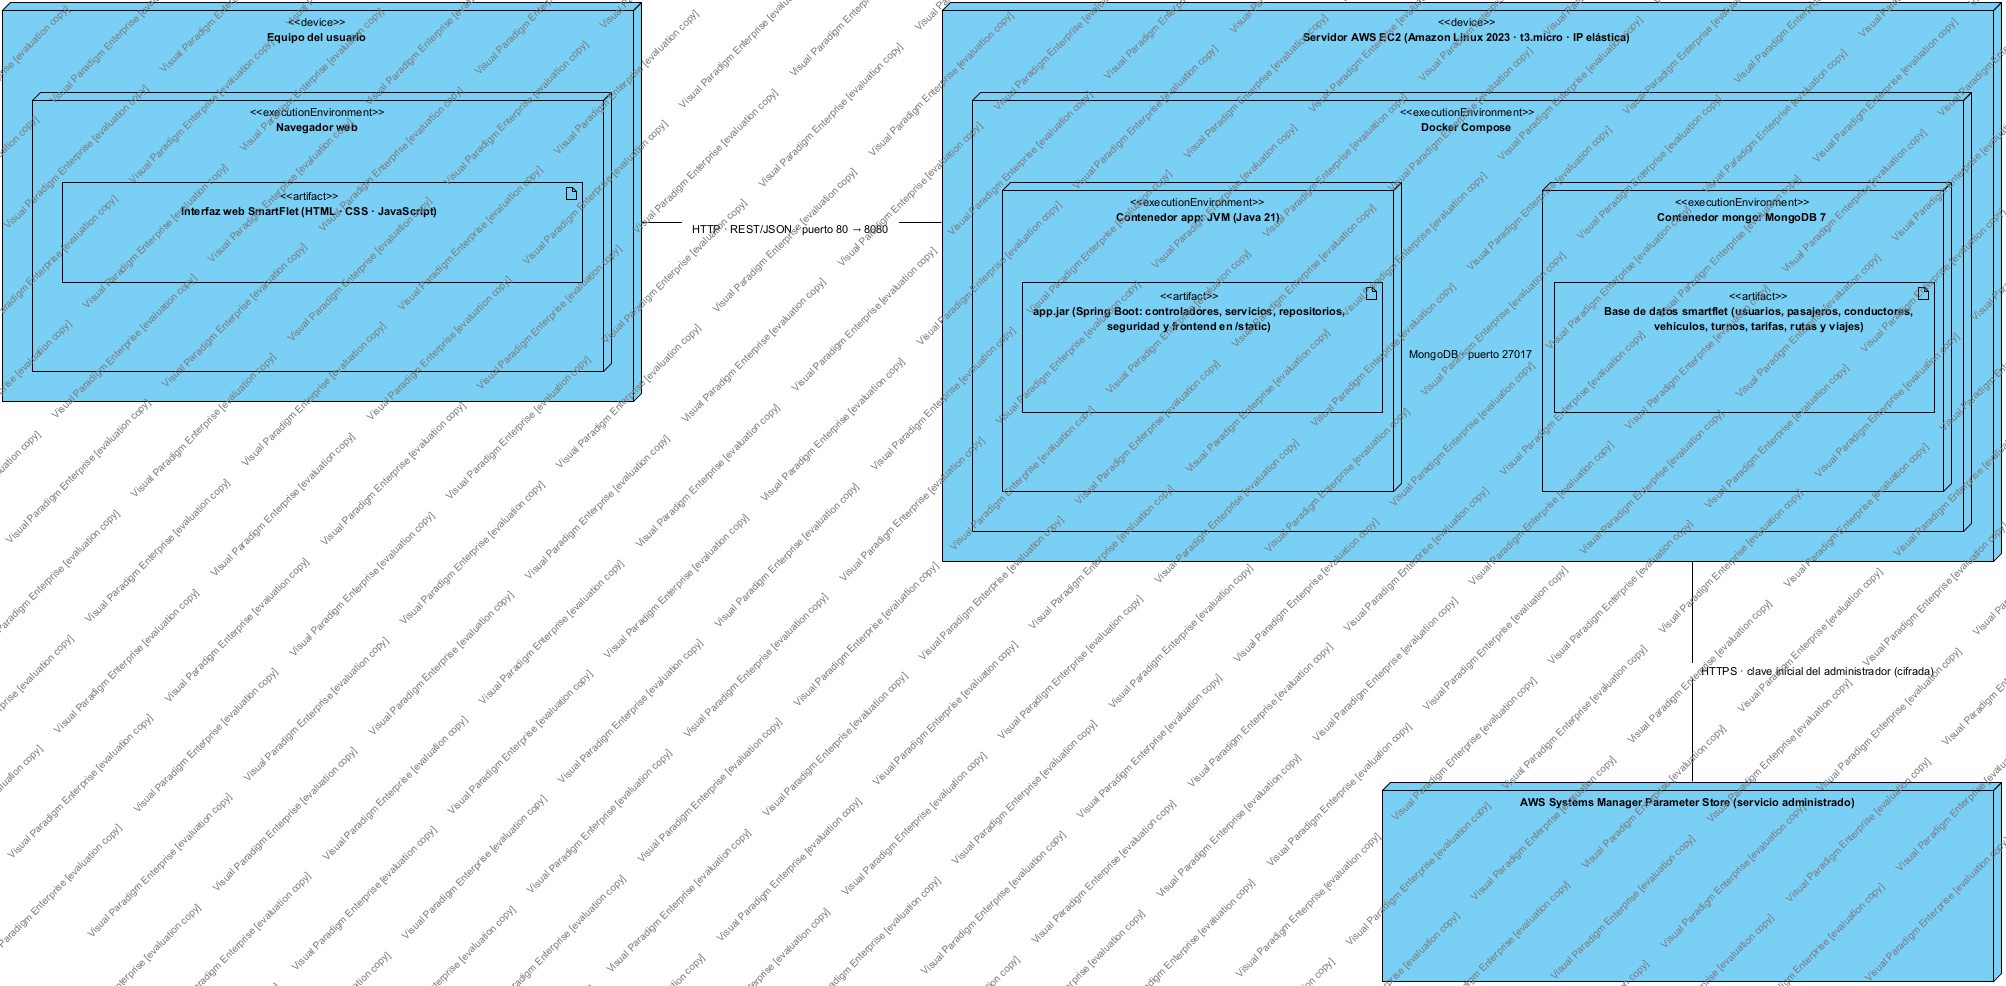 <<device>>
Equipo del usuario
<<executionEnvironment>>
Navegador web
<<artifact>>
Interfaz web SmartFlet (HTML · CSS · JavaScript)
HTTP · REST/JSON · puerto 80 → 8080
<<device>>
Servidor AWS EC2 (Amazon Linux 2023 · t3.micro · IP elástica)
<<executionEnvironment>>
Docker Compose
<<executionEnvironment>>
Contenedor app: JVM (Java 21)
<<artifact>>
app.jar (Spring Boot: controladores, servicios, repositorios,
seguridad y frontend en /static)
MongoDB · puerto 27017
<<executionEnvironment>>
Contenedor mongo: MongoDB 7
<<artifact>>
Base de datos smartflet (usuarios, pasajeros, conductores,
vehículos, turnos, tarifas, rutas y viajes)
HTTPS · clave inicial del administrador (cifrada)
AWS Systems Manager Parameter Store (servicio administrado)
Visual Paradigm Enterprise [evaluation copy]